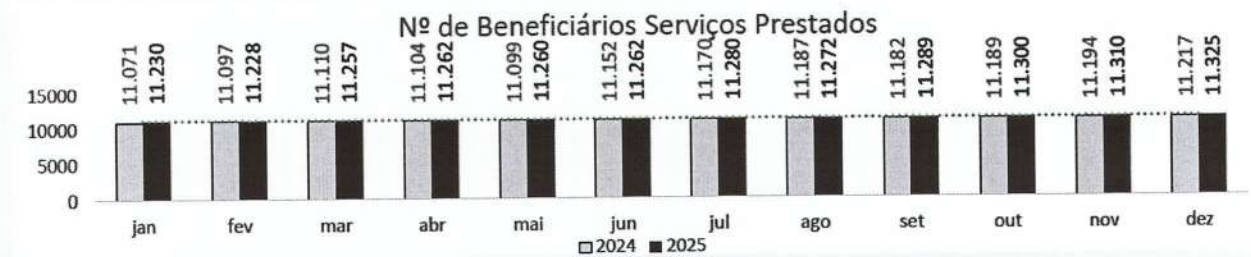 Nº de Beneficiários Serviços Prestados
11.071 11.230 11.097 11.228 11.110 11.257 11.104 11.262 11.099 11.260 11.152 11.262 11.170 11.280 11.187 11.272 11.182 11.289 11.189 11.300 11.194 11.310 11.217 11.325
15000
10000
5000
0
jan fev mar abr mai jun jul ago set out nov dez
2024 2025